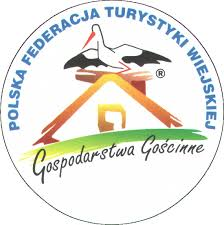 POLSKA FEDERACJA TURYSTYKI WIEJSKIEJ
®
Gospodarstwa Gościnne